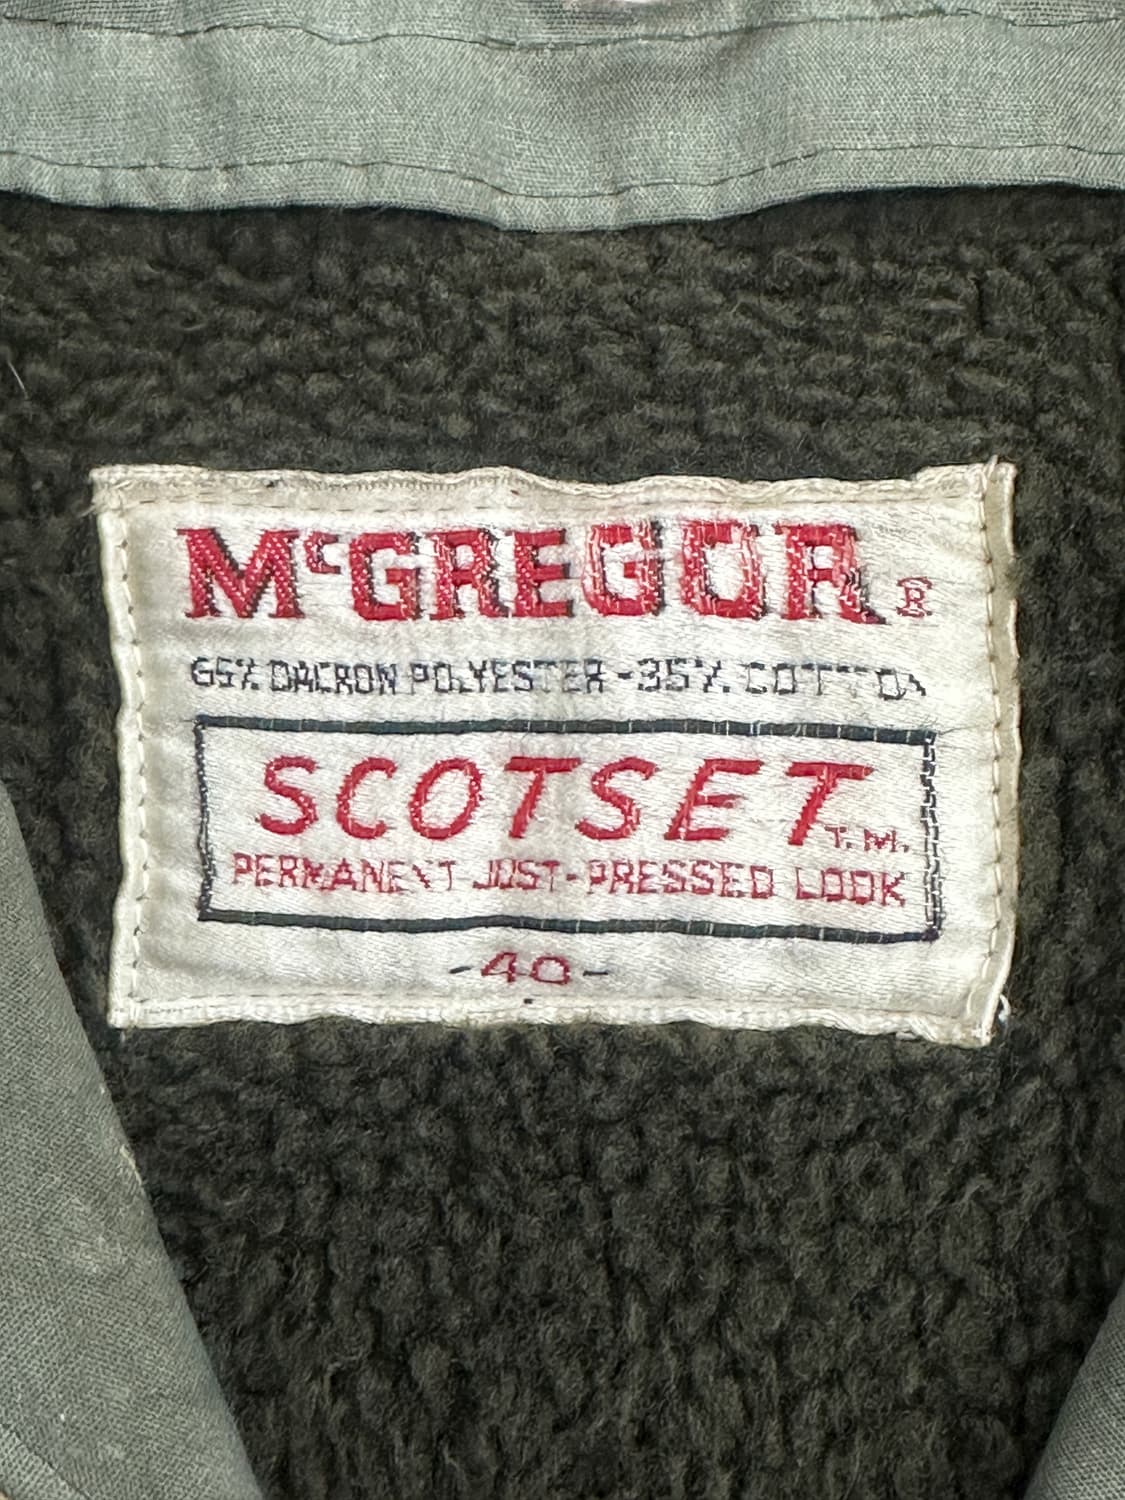 McGREGOR ®
65% DACRON POLYESTER-35% COTTON
SCOTSET T.M.
PERMANENT JUST-PRESSED LOOK
-40-